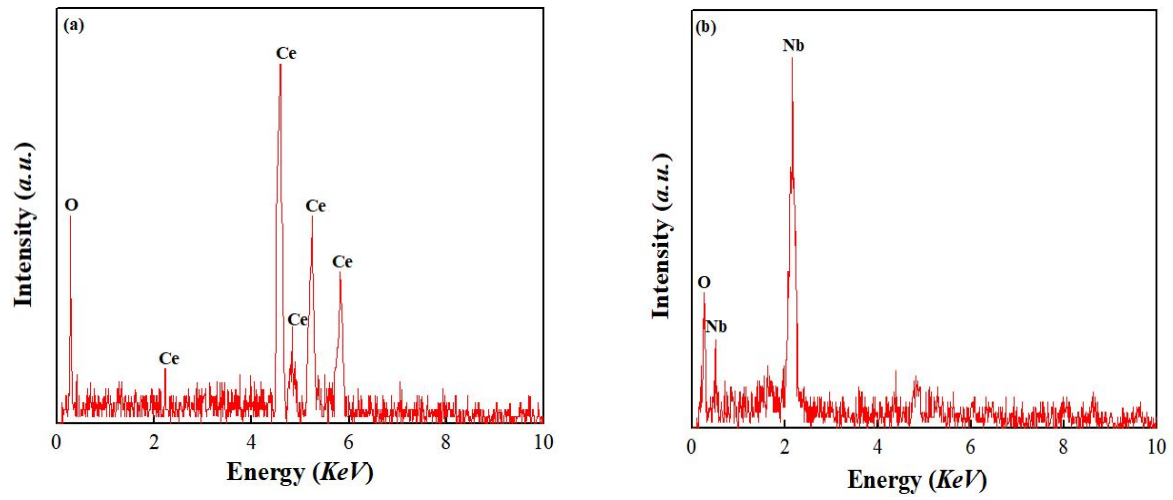 (a)
Ce
O
Ce
Ce
Ce
Ce
Intensity (a.u.)
0 2 4 6 8 10
Energy (KeV)
(b)
Nb
O
Nb
Intensity (a.u.)
0 2 4 6 8 10
Energy (KeV)